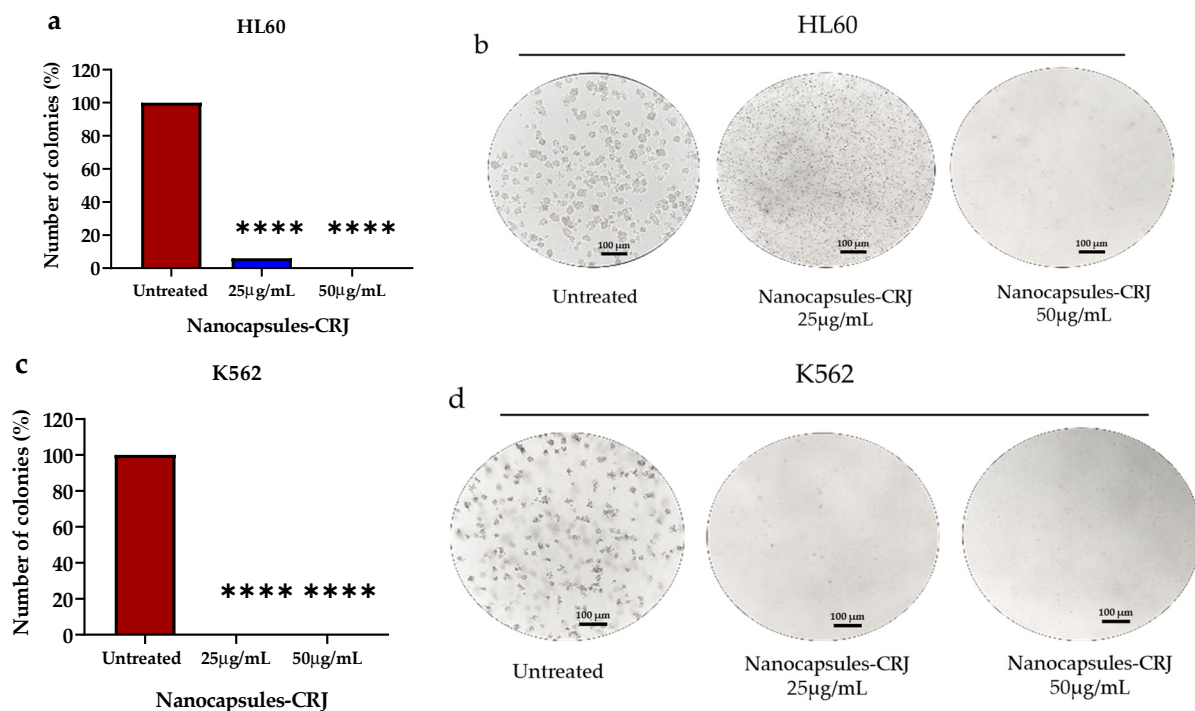 a
HL60
Number of colonies (%)
120
100
80
60
40
20
0
**** ****
Untreated 25µg/mL 50µg/mL
Nanocapsules-CRJ
b
HL60
100 µm 100 µm 100 µm
Untreated
Nanocapsules-CRJ
25µg/mL
Nanocapsules-CRJ
50µg/mL
c
K562
Number of colonies (%)
120
100
80
60
40
20
0
**** ****
Untreated 25µg/mL 50µg/mL
Nanocapsules-CRJ
d
K562
100 µm 100 µm 100 µm
Untreated
Nanocapsules-CRJ
25µg/mL
Nanocapsules-CRJ
50µg/mL